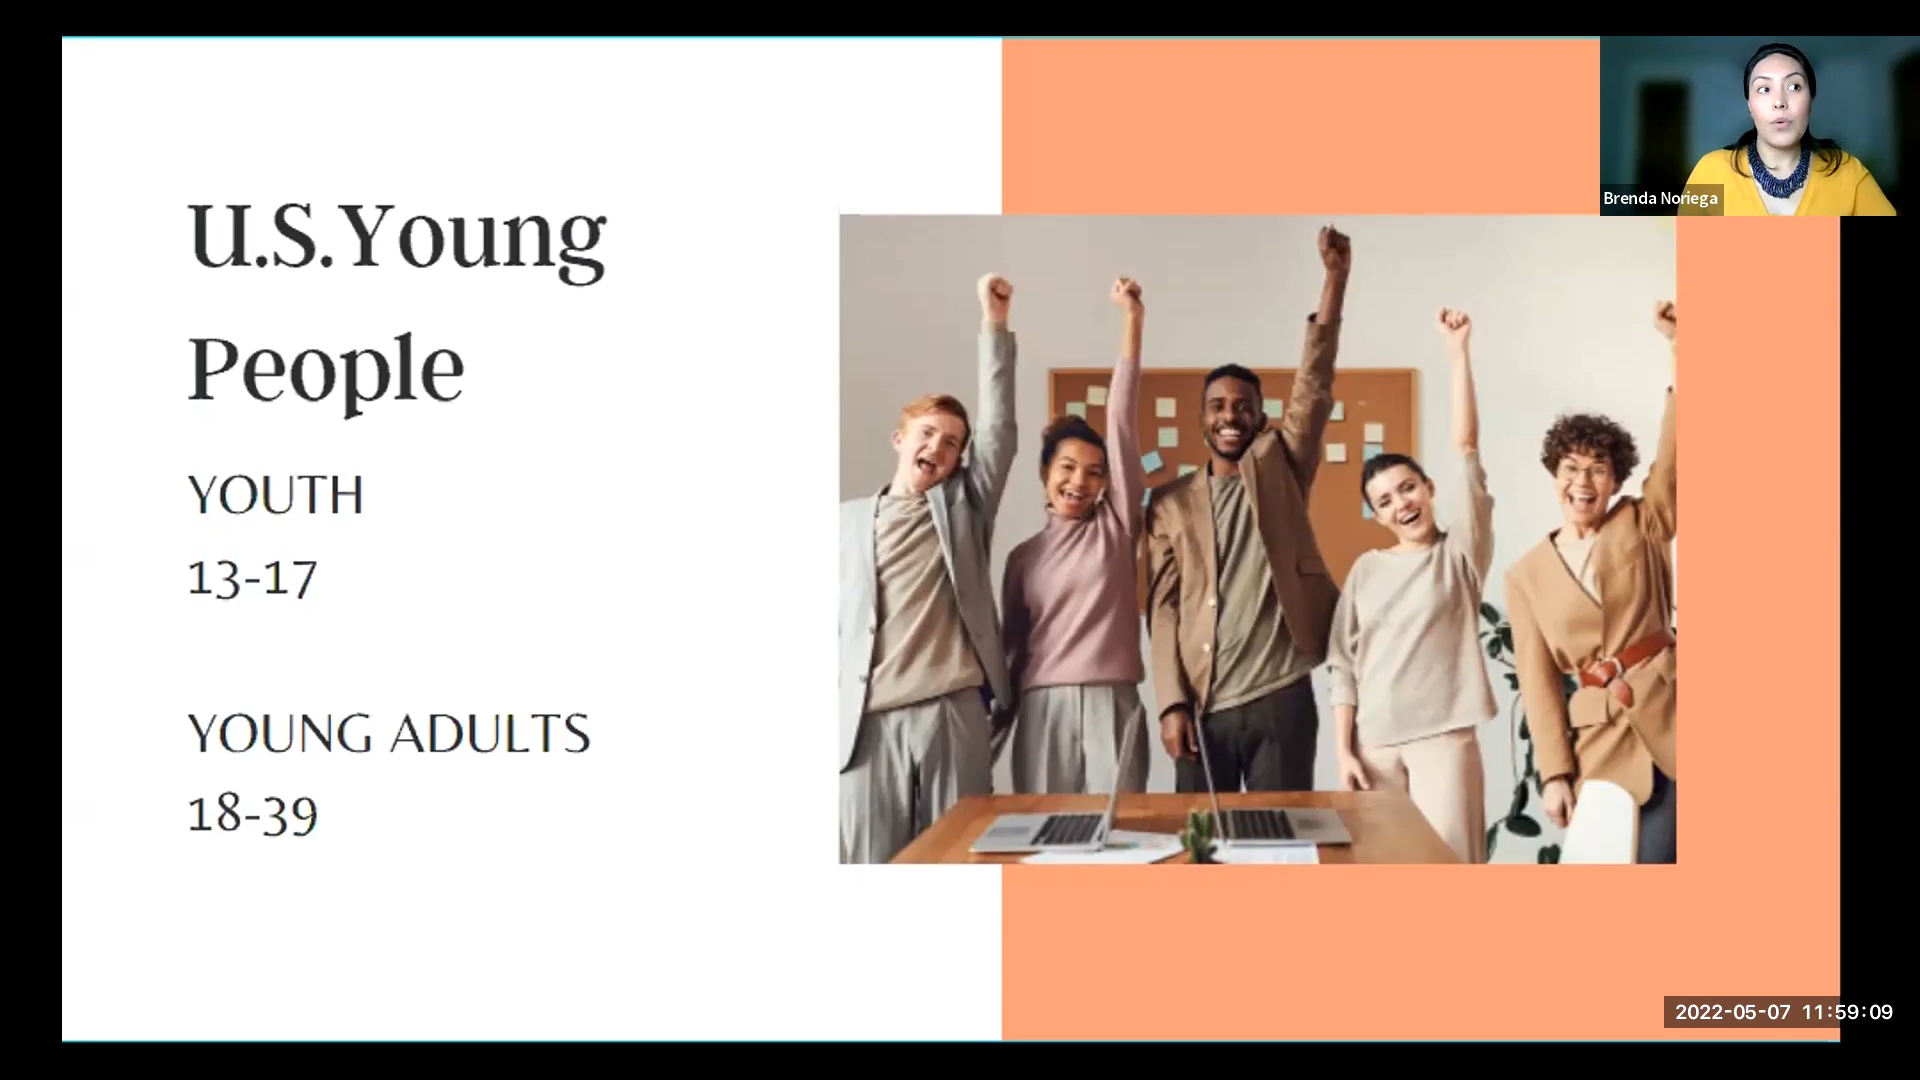 U.S.Young
People
YOUTH
13-17
YOUNG ADULTS
18-39
Brenda Noriega
2022-05-07 11:59:09